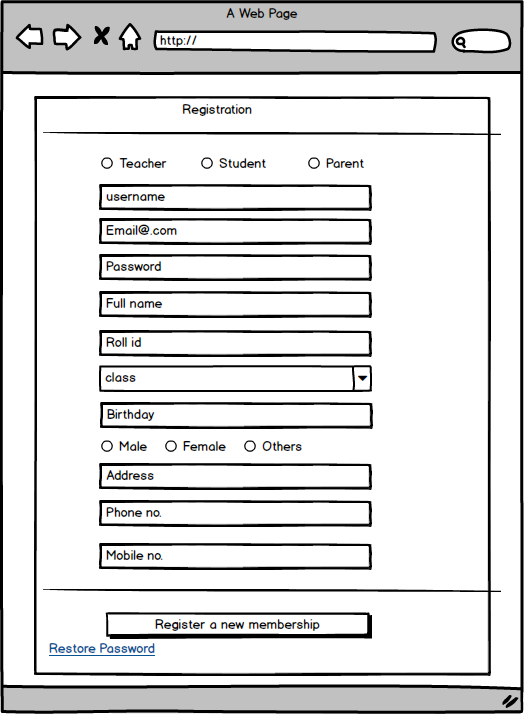 A Web Page
http://
Registration
Teacher Student Parent
username
Email@.com
Password
Full name
Roll id
class
Birthday
Male Female Others
Address
Phone no.
Mobile no.
Register a new membership
Restore Password